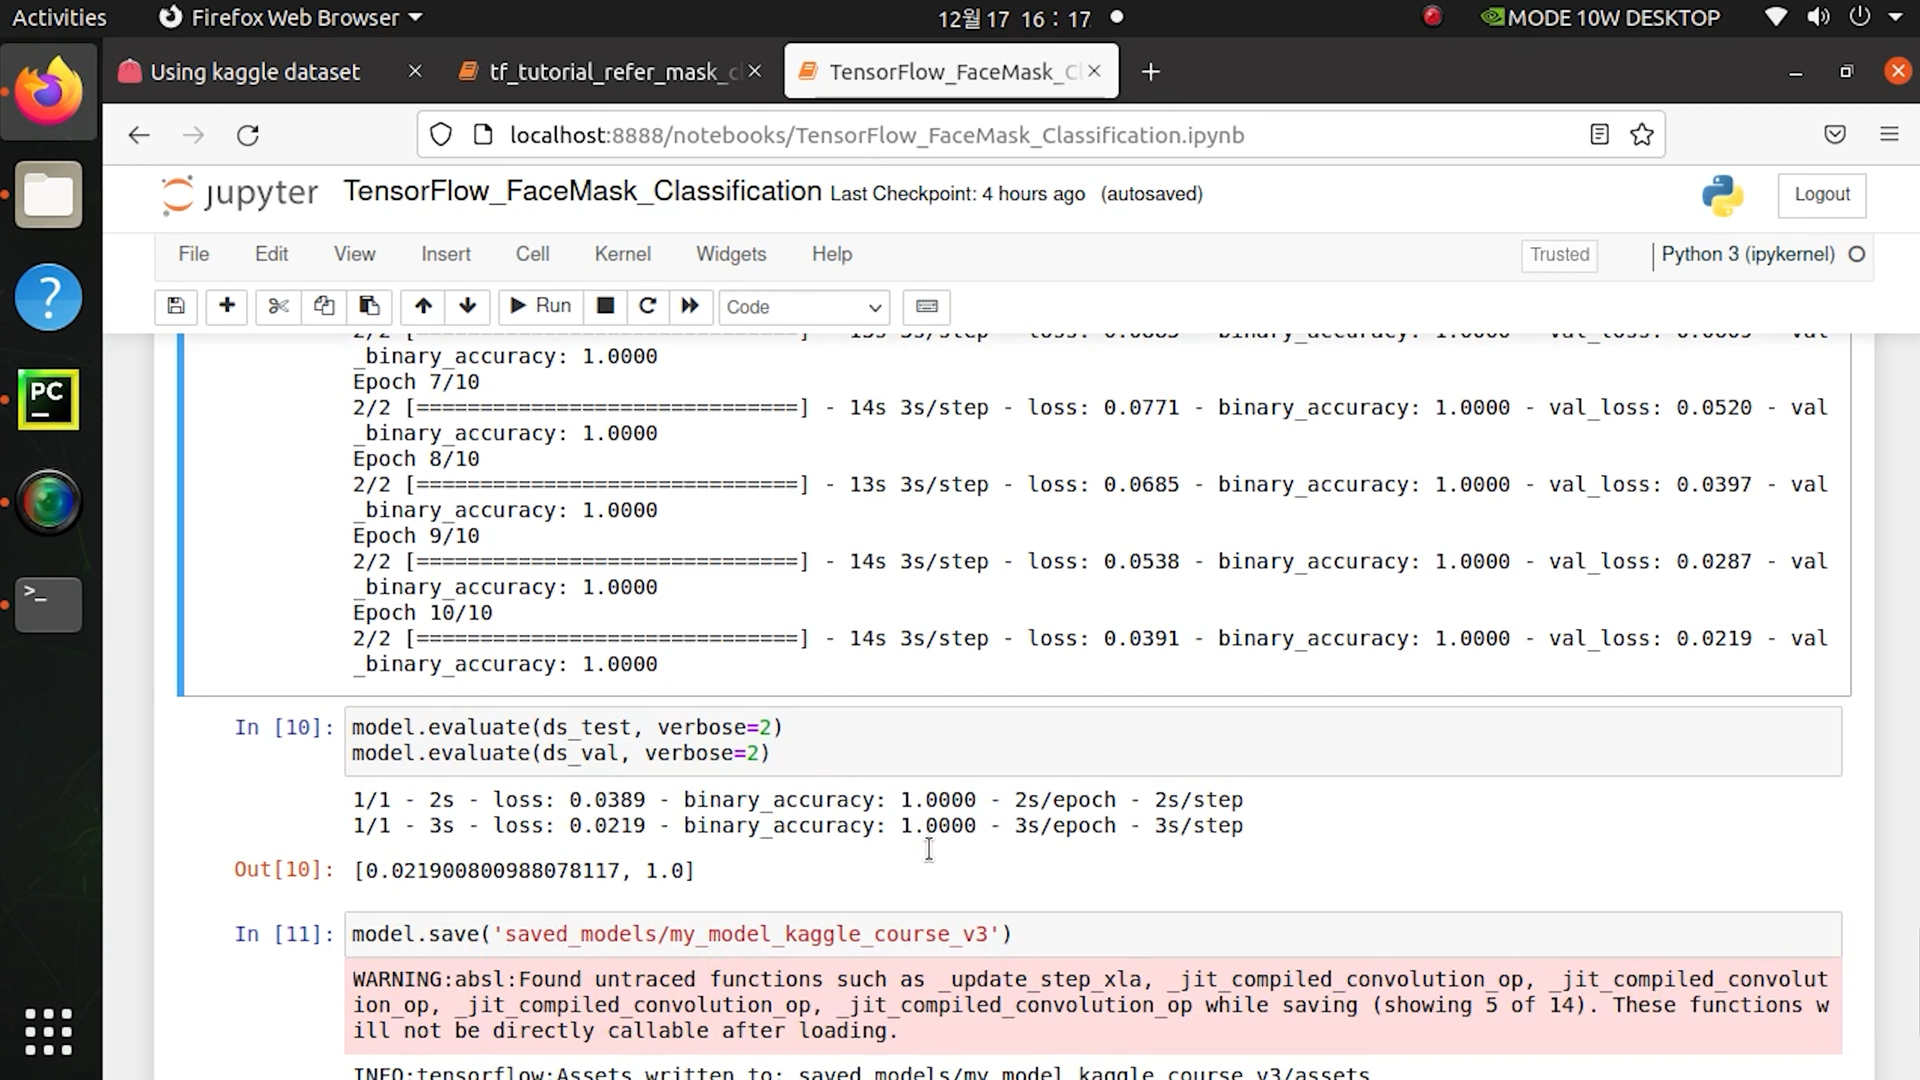 Activities Firefox Web Browser 12월 17 16 : 17 MODE 10W DESKTOP
Using kaggle dataset tf_tutorial_refer_mask_c TensorFlow_FaceMask_Cl
localhost:8888/notebooks/TensorFlow_FaceMask_Classification.ipynb
jupyter TensorFlow_FaceMask_Classification Last Checkpoint: 4 hours ago (autosaved) Logout
File Edit View Insert Cell Kernel Widgets Help Trusted Python 3 (ipykernel)
Run Code
_binary_accuracy: 1.0000
Epoch 7/10
2/2 [==============================] - 14s 3s/step - loss: 0.0771 - binary_accuracy: 1.0000 - val_loss: 0.0520 - val
_binary_accuracy: 1.0000
Epoch 8/10
2/2 [==============================] - 13s 3s/step - loss: 0.0685 - binary_accuracy: 1.0000 - val_loss: 0.0397 - val
_binary_accuracy: 1.0000
Epoch 9/10
2/2 [==============================] - 14s 3s/step - loss: 0.0538 - binary_accuracy: 1.0000 - val_loss: 0.0287 - val
_binary_accuracy: 1.0000
Epoch 10/10
2/2 [==============================] - 14s 3s/step - loss: 0.0391 - binary_accuracy: 1.0000 - val_loss: 0.0219 - val
_binary_accuracy: 1.0000
In [10]: model.evaluate(ds_test, verbose=2)
model.evaluate(ds_val, verbose=2)
1/1 - 2s - loss: 0.0389 - binary_accuracy: 1.0000 - 2s/epoch - 2s/step
1/1 - 3s - loss: 0.0219 - binary_accuracy: 1.0000 - 3s/epoch - 3s/step
Out[10]: [0.021900800988078117, 1.0]
In [11]: model.save('saved_models/my_model_kaggle_course_v3')
WARNING:absl:Found untraced functions such as _update_step_xla, _jit_compiled_convolution_op, _jit_compiled_convolut
ion_op, _jit_compiled_convolution_op, _jit_compiled_convolution_op while saving (showing 5 of 14). These functions w
ill not be directly callable after loading.
INFO:tensorflow:Assets written to: saved_models/my_model_kaggle_course_v3/assets
PC